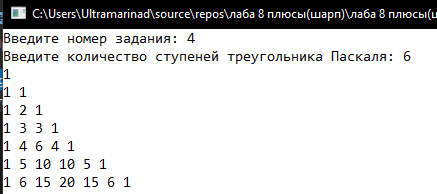 C:\Users\Ultramarinad\source\repos\лаба 8 плюсы(шарп)\лаба 8 плюсы(ш
Введите номер задания: 4
Введите количество ступеней треугольника Паскаля: 6
1
1 1
1 2 1
1 3 3 1
1 4 6 4 1
1 5 10 10 5 1
1 6 15 20 15 6 1